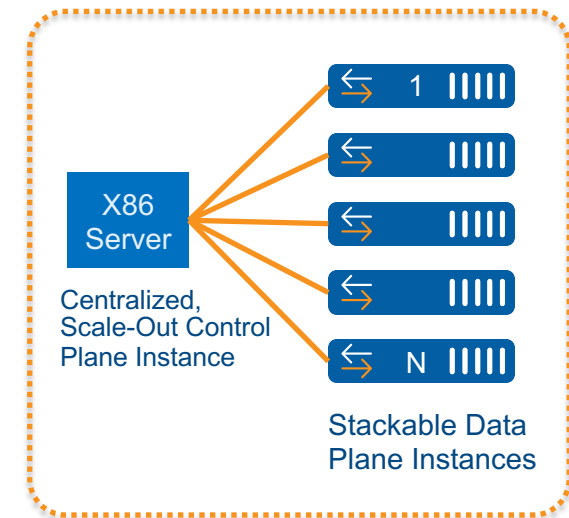 1
X86
Server
Centralized,
Scale-Out Control
Plane Instance
N
Stackable Data
Plane Instances